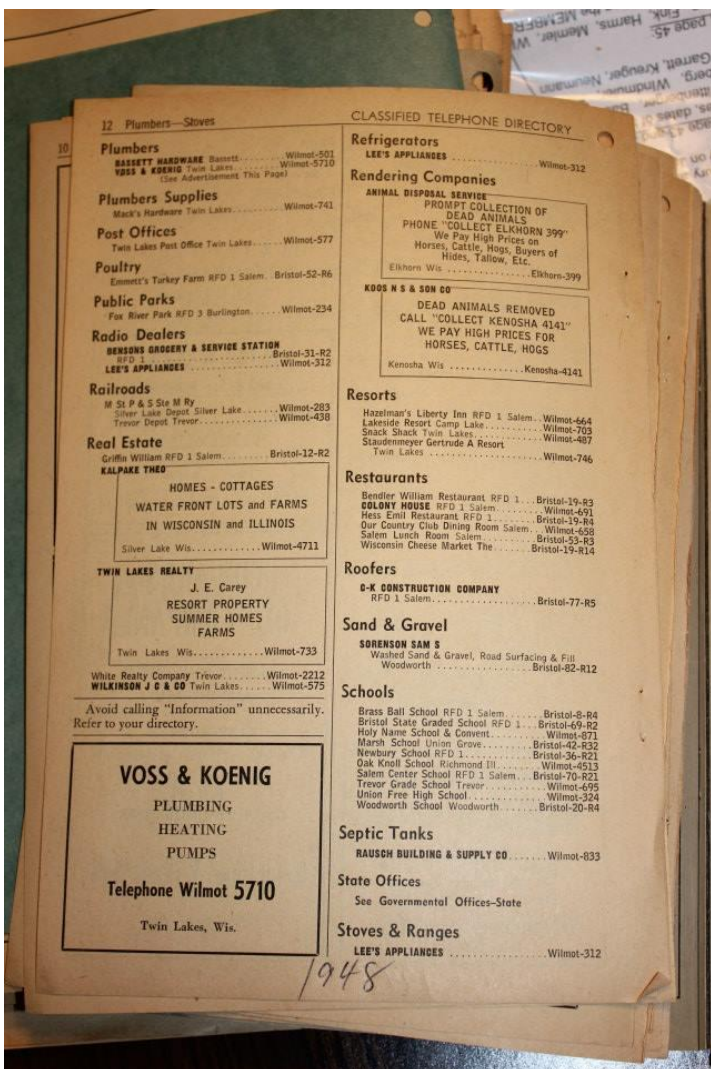 12 Plumbers—Stoves
CLASSIFIED TELEPHONE DIRECTORY
Plumbers
BASSETT HARDWARE Bassett........Wilmot-501
VOSS & KOENIG Twin Lakes.....Wilmot-5710
(See Advertisement This Page)
Plumbers Supplies
Mack's Hardware Twin Lakes..........Wilmot-741
Post Offices
Twin Lakes Post Office Twin Lakes.....Wilmot-577
Poultry
Emmett's Turkey Farm RFD 1 Salem..Bristol-52-R6
Public Parks
Fox River Park RFD 3 Burlington......Wilmot-234
Radio Dealers
BENSONS GROCERY & SERVICE STATION
RFD 1......................Bristol-31-R2
LEE'S APPLIANCES................Wilmot-312
Railroads
M St P & S Ste M Ry
Silver Lake Depot Silver Lake.......Wilmot-283
Trevor Depot Trevor...............Wilmot-438
Real Estate
Griffin William RFD 1 Salem........Bristol-12-R2
KALPAKE THEO
HOMES - COTTAGES
WATER FRONT LOTS and FARMS
IN WISCONSIN and ILLINOIS
Silver Lake Wis.............Wilmot-4711
TWIN LAKES REALTY
J. E. Carey
RESORT PROPERTY
SUMMER HOMES
FARMS
Twin Lakes Wis.............Wilmot-733
White Realty Company Trevor........Wilmot-2212
WILKINSON J C & CO Twin Lakes......Wilmot-575
Avoid calling "Information" unnecessarily.
Refer to your directory.
VOSS & KOENIG
PLUMBING
HEATING
PUMPS
Telephone Wilmot 5710
Twin Lakes, Wis.
Refrigerators
LEE'S APPLIANCES................Wilmot-312
Rendering Companies
ANIMAL DISPOSAL SERVICE
PROMPT COLLECTION OF
DEAD ANIMALS
PHONE "COLLECT ELKHORN 399"
We Pay High Prices on
Horses, Cattle, Hogs, Buyers of
Hides, Tallow, Etc.
Elkhorn Wis...............Elkhorn-399
KOOS N S & SON CO
DEAD ANIMALS REMOVED
CALL "COLLECT KENOSHA 4141"
WE PAY HIGH PRICES FOR
HORSES, CATTLE, HOGS
Kenosha Wis.............Kenosha-4141
Resorts
Hazelman's Liberty Inn RFD 1 Salem..Wilmot-664
Lakeside Resort Camp Lake..........Wilmot-703
Snack Shack Twin Lakes............Wilmot-487
Staudenmeyer Gertrude A Resort
Twin Lakes.....................Wilmot-746
Restaurants
Bendler William Restaurant RFD 1...Bristol-19-R3
COLONY HOUSE RFD 1 Salem.......Wilmot-691
Hess Emil Restaurant RFD 1........Bristol-19-R4
Our Country Club Dining Room Salem..Wilmot-658
Salem Lunch Room Salem...........Bristol-53-R3
Wisconsin Cheese Market The.......Bristol-19-R14
Roofers
C-K CONSTRUCTION COMPANY
RFD 1 Salem...................Bristol-77-R5
Sand & Gravel
SORENSON SAM S
Washed Sand & Gravel, Road Surfacing & Fill
Woodworth..................Bristol-82-R12
Schools
Brass Ball School RFD 1 Salem.......Bristol-8-R4
Bristol State Graded School RFD 1...Bristol-69-R2
Holy Name School & Convent........Wilmot-871
Marsh School Union Grove.........Bristol-42-R32
Newbury School RFD 1............Bristol-36-R21
Oak Knoll School Richmond Ill......Wilmot-4513
Salem Center School RFD 1 Salem...Bristol-70-R21
Trevor Grade School Trevor.........Wilmot-695
Union Free High School............Wilmot-324
Woodworth School Woodworth.......Bristol-20-R4
Septic Tanks
RAUSCH BUILDING & SUPPLY CO.......Wilmot-833
State Offices
See Governmental Offices–State
Stoves & Ranges
LEE'S APPLIANCES................Wilmot-312
1948
10
page 45:
Fink, Harms, Memler,
Garrett, Kreuger, Neumann